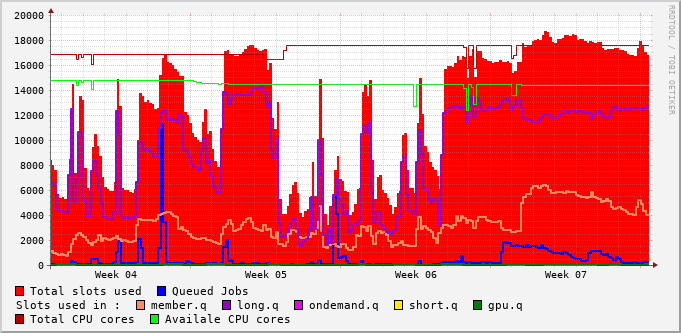 20000
18000
16000
14000
12000
10000
8000
6000
4000
2000
0
Week 04 Week 05 Week 06 Week 07
RRDTOOL / TOBI OETIKER
Total slots used Queued Jobs
Slots used in : member.q long.q ondemand.q short.q gpu.q
Total CPU cores Availale CPU cores